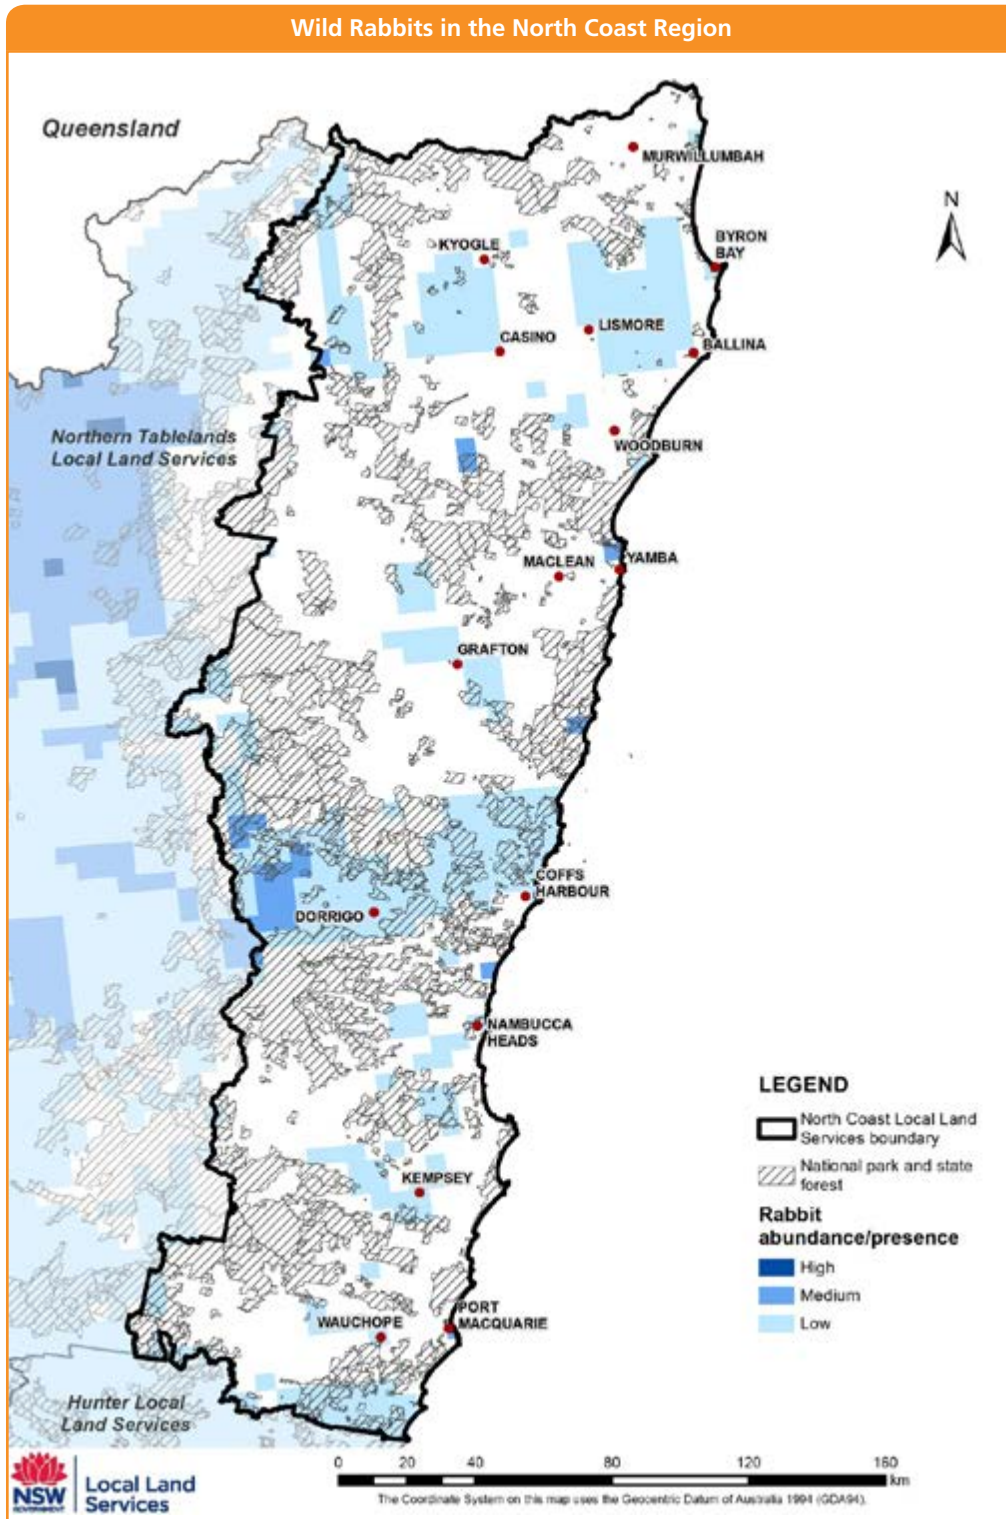 Wild Rabbits in the North Coast Region
Queensland
MURWILLUMBAH
N
KYOGLE
BYRON
BAY
LISMORE
CASINO
BALLINA
Northern Tablelands
Local Land Services
WOODBURN
MACLEAN
YAMBA
GRAFTON
COFFS
HARBOUR
DORRIGO
NAMBUCCA
HEADS
LEGEND
North Coast Local Land
Services boundary
National park and state
forest
KEMPSEY
Rabbit
abundance/presence
High
Medium
Low
PORT
MACQUARIE
WAUCHOPE
Hunter Local
Land Services
NSW
GOVERNMENT
Local Land
Services
0 20 40 80 120 160
km
The Coordinate System on this map uses the Geocentric Datum of Australia 1994 (GDA94).